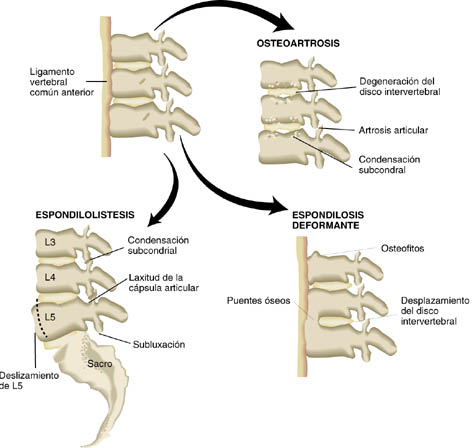 Ligamento
vertebral
común anterior
OSTEOARTROSIS
Degeneración del
disco intervertebral
Artrosis articular
Condensación
subcondral
ESPONDILOLISTESIS
L3
L4
L5
Condensación
subcondrial
Laxitud de la
cápsula articular
Subluxación
Sacro
Deslizamiento
de L5
ESPONDILOSIS
DEFORMANTE
Osteofitos
Puentes óseos
Desplazamiento
del disco
intervertebral